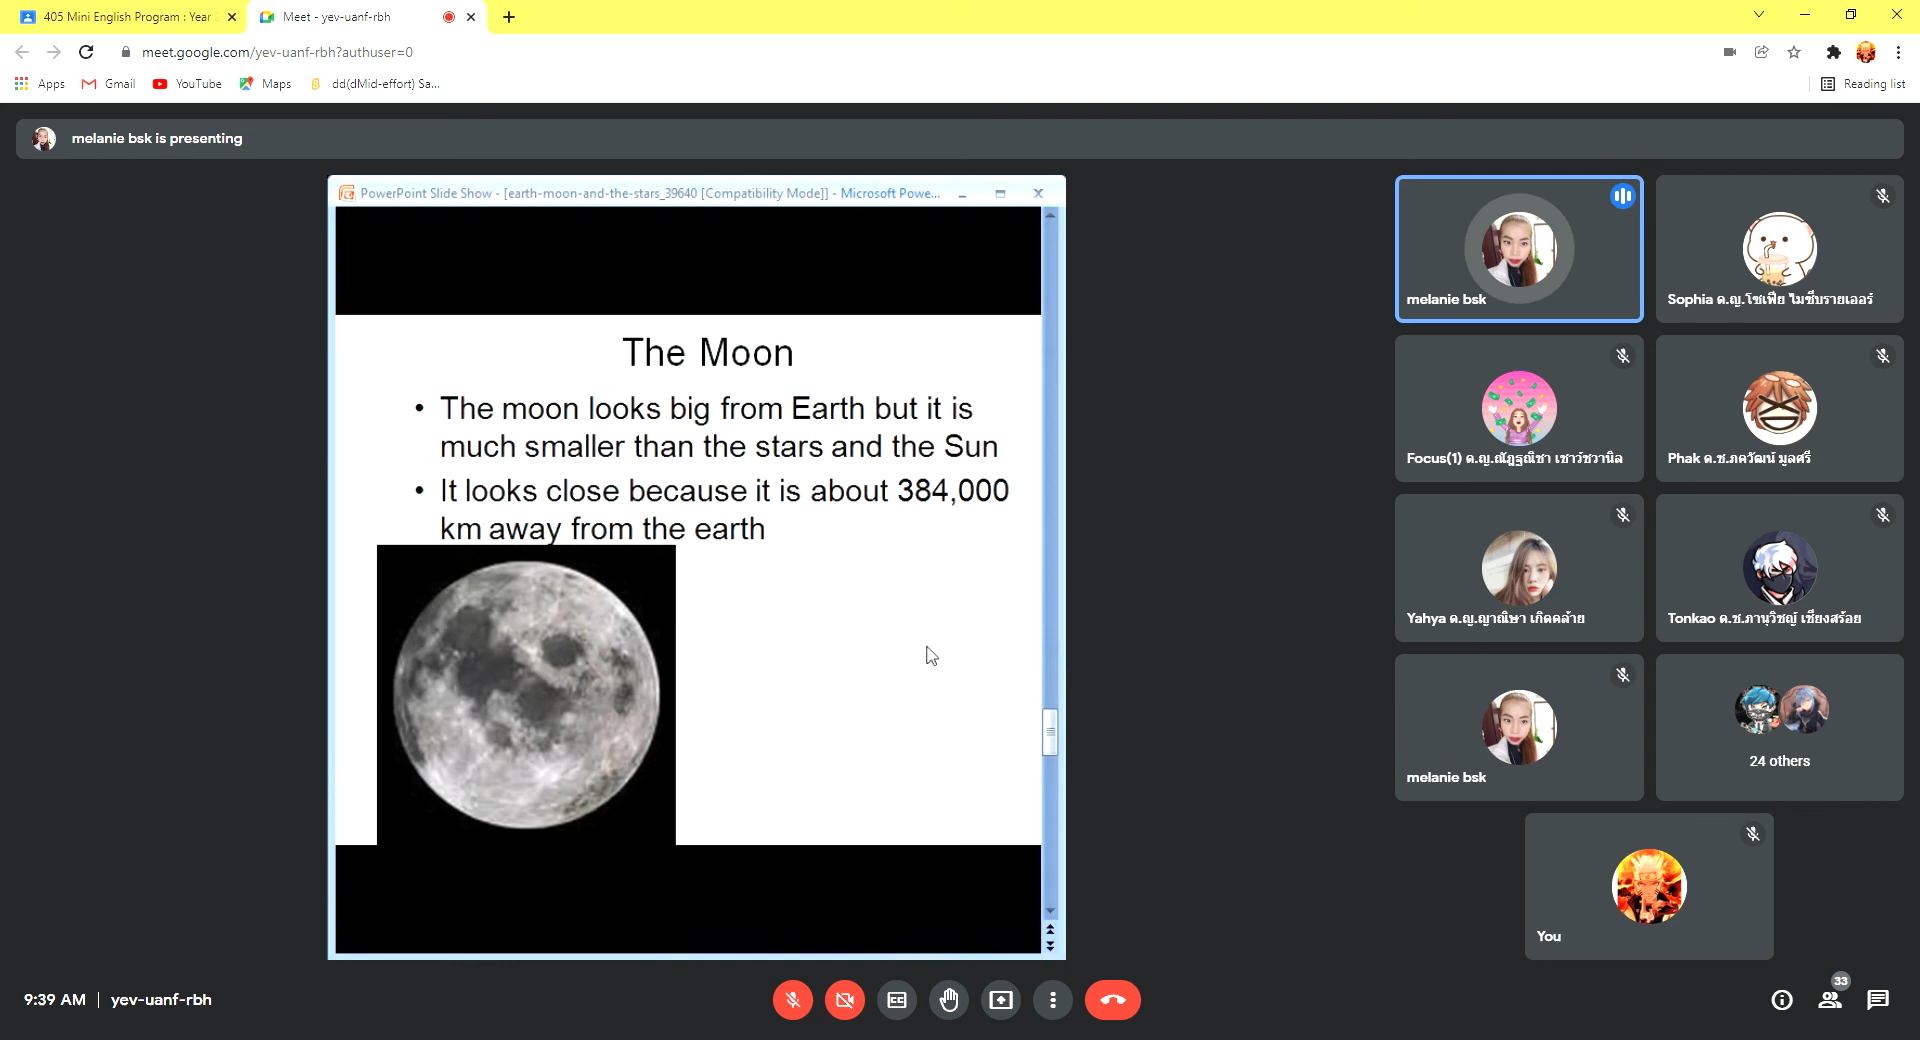 405 Mini English Program : Year
Meet - yev-uanf-rbh
meet.google.com/yev-uanf-rbh?authuser=0
Apps
Gmail
YouTube
Maps
dd(dMid-effort) Sa...
Reading list
melanie bsk is presenting
PowerPoint Slide Show - [earth-moon-and-the-stars_39640 [Compatibility Mode]] - Microsoft Powe...
The Moon
• The moon looks big from Earth but it is
much smaller than the stars and the Sun
• It looks close because it is about 384,000
km away from the earth
melanie bsk
Sophia ด.ญ.โซเฟีย ไมซึบรายเออร์
Focus(1) ด.ญ.ณัฏฐณิชา เชาว์ชวานิล
Phak ด.ช.ภควัฒน์ มูลศรี
Yahya ด.ญ.ญาณิษา เกิดคล้าย
Tonkao ด.ช.ภานุวิชญ์ เชียงสร้อย
melanie bsk
24 others
You
9:39 AM | yev-uanf-rbh
33